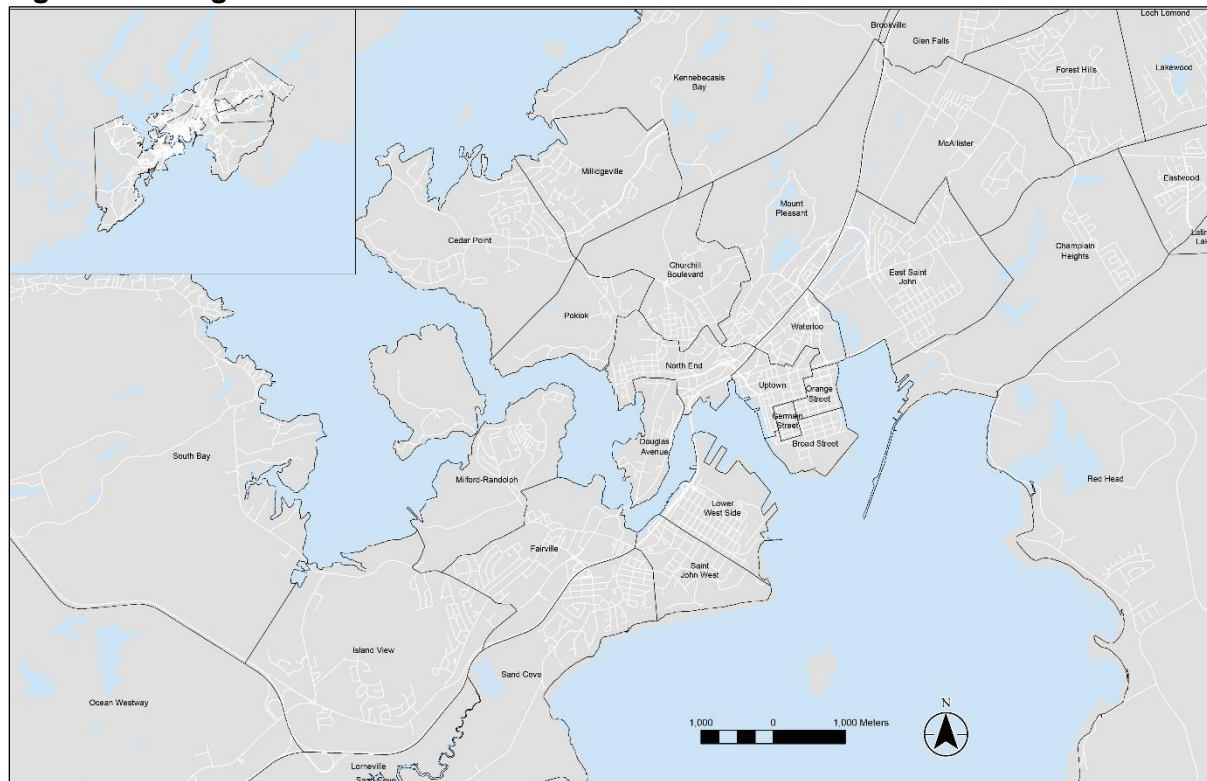 Brookville
Loch Lomond
Glen Falls
Forest Hills
Lakewood
Kennebecasis
Bay
McAllister
Millidgeville
Eastwood
Mount
Pleasant
Cedar Point
Champlain
Heights
Churchill
Boulevard
East Saint
John
Pokiok
Waterloo
North End
Uptown
Orange
Street
Germain
Street
Douglas
Avenue
Broad Street
South Bay
Milford-Randolph
Red Head
Lower
West Side
Fairville
Saint
John West
Island View
Sand Cove
Ocean Westway
N
1,000 0 1,000 Meters
Lorneville